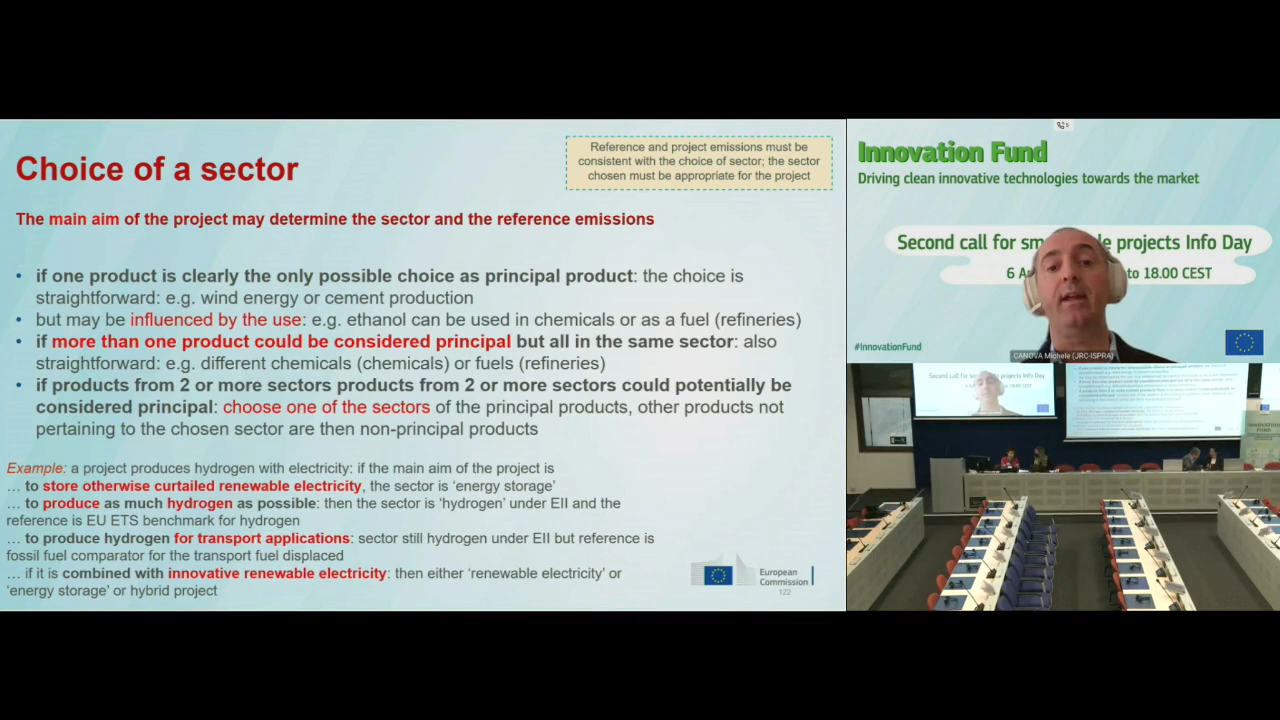 Choice of a sector
Reference and project emissions must be
consistent with the choice of sector; the sector
chosen must be appropriate for the project
The main aim of the project may determine the sector and the reference emissions
• if one product is clearly the only possible choice as principal product: the choice is
straightforward: e.g. wind energy or cement production
• but may be influenced by the use: e.g. ethanol can be used in chemicals or as a fuel (refineries)
• if more than one product could be considered principal but all in the same sector: also
straightforward: e.g. different chemicals (chemicals) or fuels (refineries)
• if products from 2 or more sectors products from 2 or more sectors could potentially be
considered principal: choose one of the sectors of the principal products, other products not
pertaining to the chosen sector are then non-principal products
Example: a project produces hydrogen with electricity: if the main aim of the project is
… to store otherwise curtailed renewable electricity, the sector is ‘energy storage’
… to produce as much hydrogen as possible: then the sector is ‘hydrogen’ under EII and the
reference is EU ETS benchmark for hydrogen
… to produce hydrogen for transport applications: sector still hydrogen under EII but reference is
fossil fuel comparator for the transport fuel displaced
… if it is combined with innovative renewable electricity: then either ‘renewable electricity’ or
‘energy storage’ or hybrid project
European
Commission
122
5
Innovation Fund
Driving clean innovative technologies towards the market
Second call for projects Info Day
6 to 18.00 CEST
#InnovationFund
CANOVA Michele (JRC-ISPRA)
Second call for projects Info Day
INNOVATION
FUND